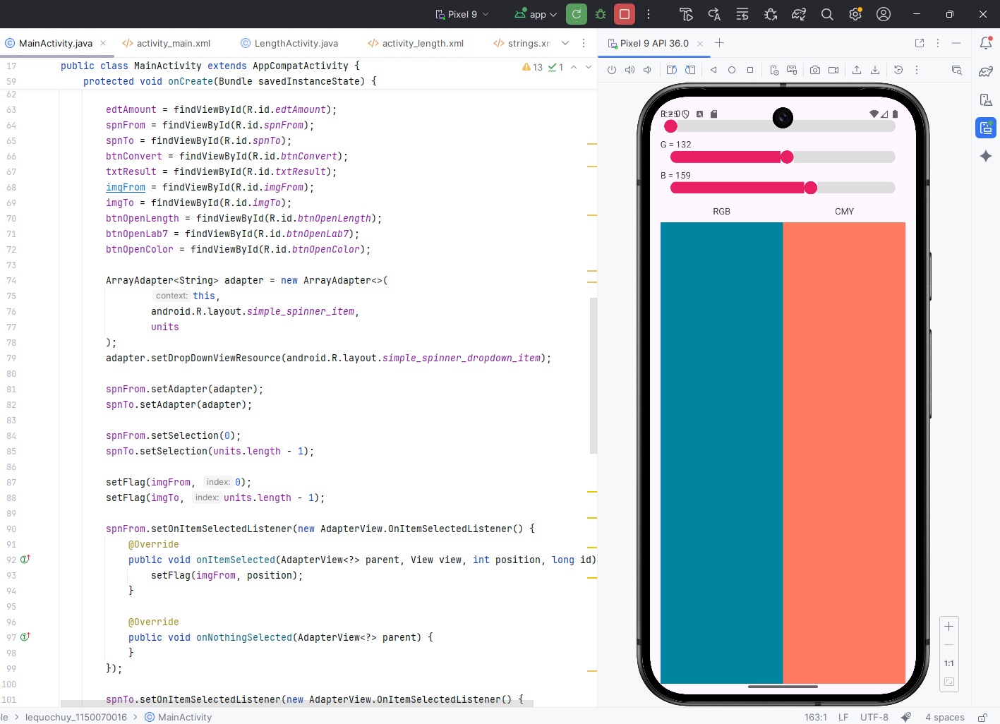 Pixel 9
app
MainActivity.java
activity_main.xml
LengthActivity.java
activity_length.xml
strings.xn
Pixel 9 API 36.0
17 public class MainActivity extends AppCompatActivity {
13
1
59 protected void onCreate(Bundle savedInstanceState) {
62
63 edtAmount = findViewById(R.id.edtAmount);
64 spnFrom = findViewById(R.id.spnFrom);
65 spnTo = findViewById(R.id.spnTo);
66 btnConvert = findViewById(R.id.btnConvert);
67 txtResult = findViewById(R.id.txtResult);
68 imgFrom = findViewById(R.id.imgFrom);
69 imgTo = findViewById(R.id.imgTo);
70 btnOpenLength = findViewById(R.id.btnOpenLength);
71 btnOpenLab7 = findViewById(R.id.btnOpenLab7);
72 btnOpenColor = findViewById(R.id.btnOpenColor);
73
74 ArrayAdapter<String> adapter = new ArrayAdapter<>(
75 context: this,
76 android.R.layout.simple_spinner_item,
77 units
78 );
79 adapter.setDropDownViewResource(android.R.layout.simple_spinner_dropdown_item);
80
81 spnFrom.setAdapter(adapter);
82 spnTo.setAdapter(adapter);
83
84 spnFrom.setSelection(0);
85 spnTo.setSelection(units.length - 1);
86
87 setFlag(imgFrom, index: 0);
88 setFlag(imgTo, index: units.length - 1);
89
90 spnFrom.setOnItemSelectedListener(new AdapterView.OnItemSelectedListener() {
91 @Override
92 public void onItemSelected(AdapterView<?> parent, View view, int position, long id)
93 setFlag(imgFrom, position);
94 }
95
96 @Override
97 public void onNothingSelected(AdapterView<?> parent) {
98 }
99 });
100
101 spnTo.setOnItemSelectedListener(new AdapterView.OnItemSelectedListener() {
G = 132
B = 159
RGB CMY
1:1
le > lequochuy_1150070016 > MainActivity
163:1 LF UTF-8 4 spaces